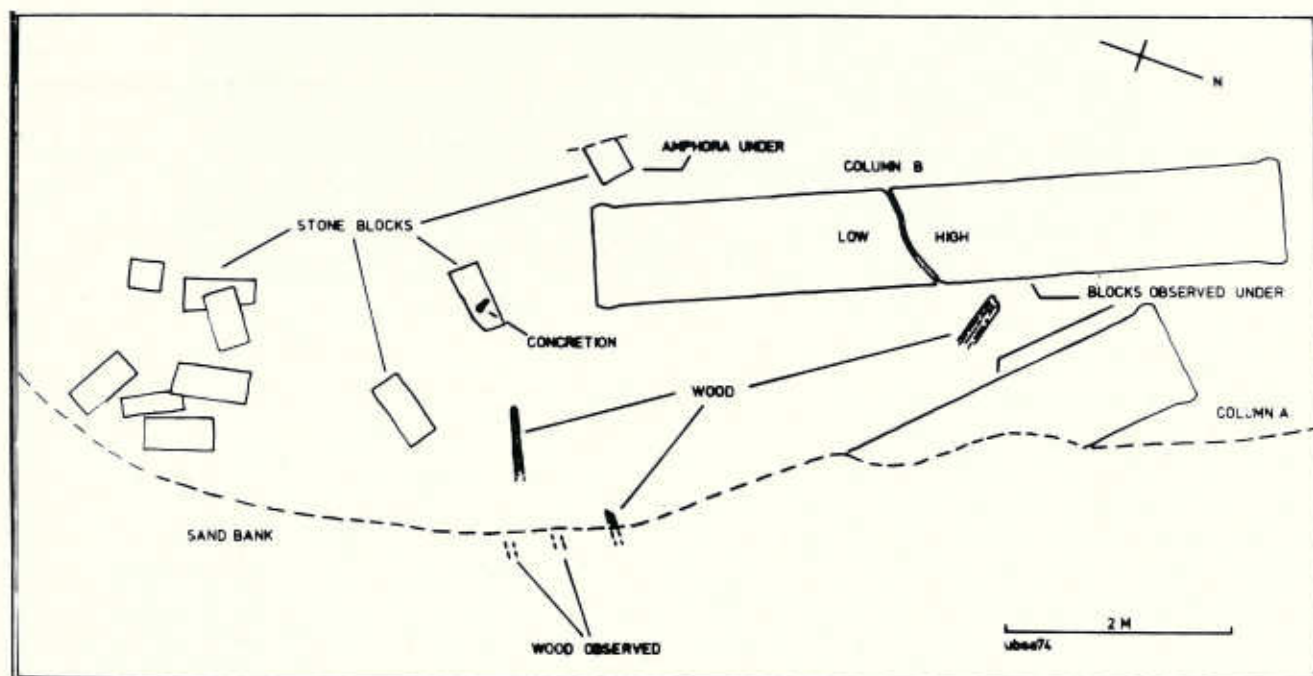 N
AMPHORA UNDER
COLUMN B
STONE BLOCKS
LOW HIGH
BLOCKS OBSERVED UNDER
CONCRETION
WOOD
COLUMN A
SAND BANK
2 M
WOOD OBSERVED